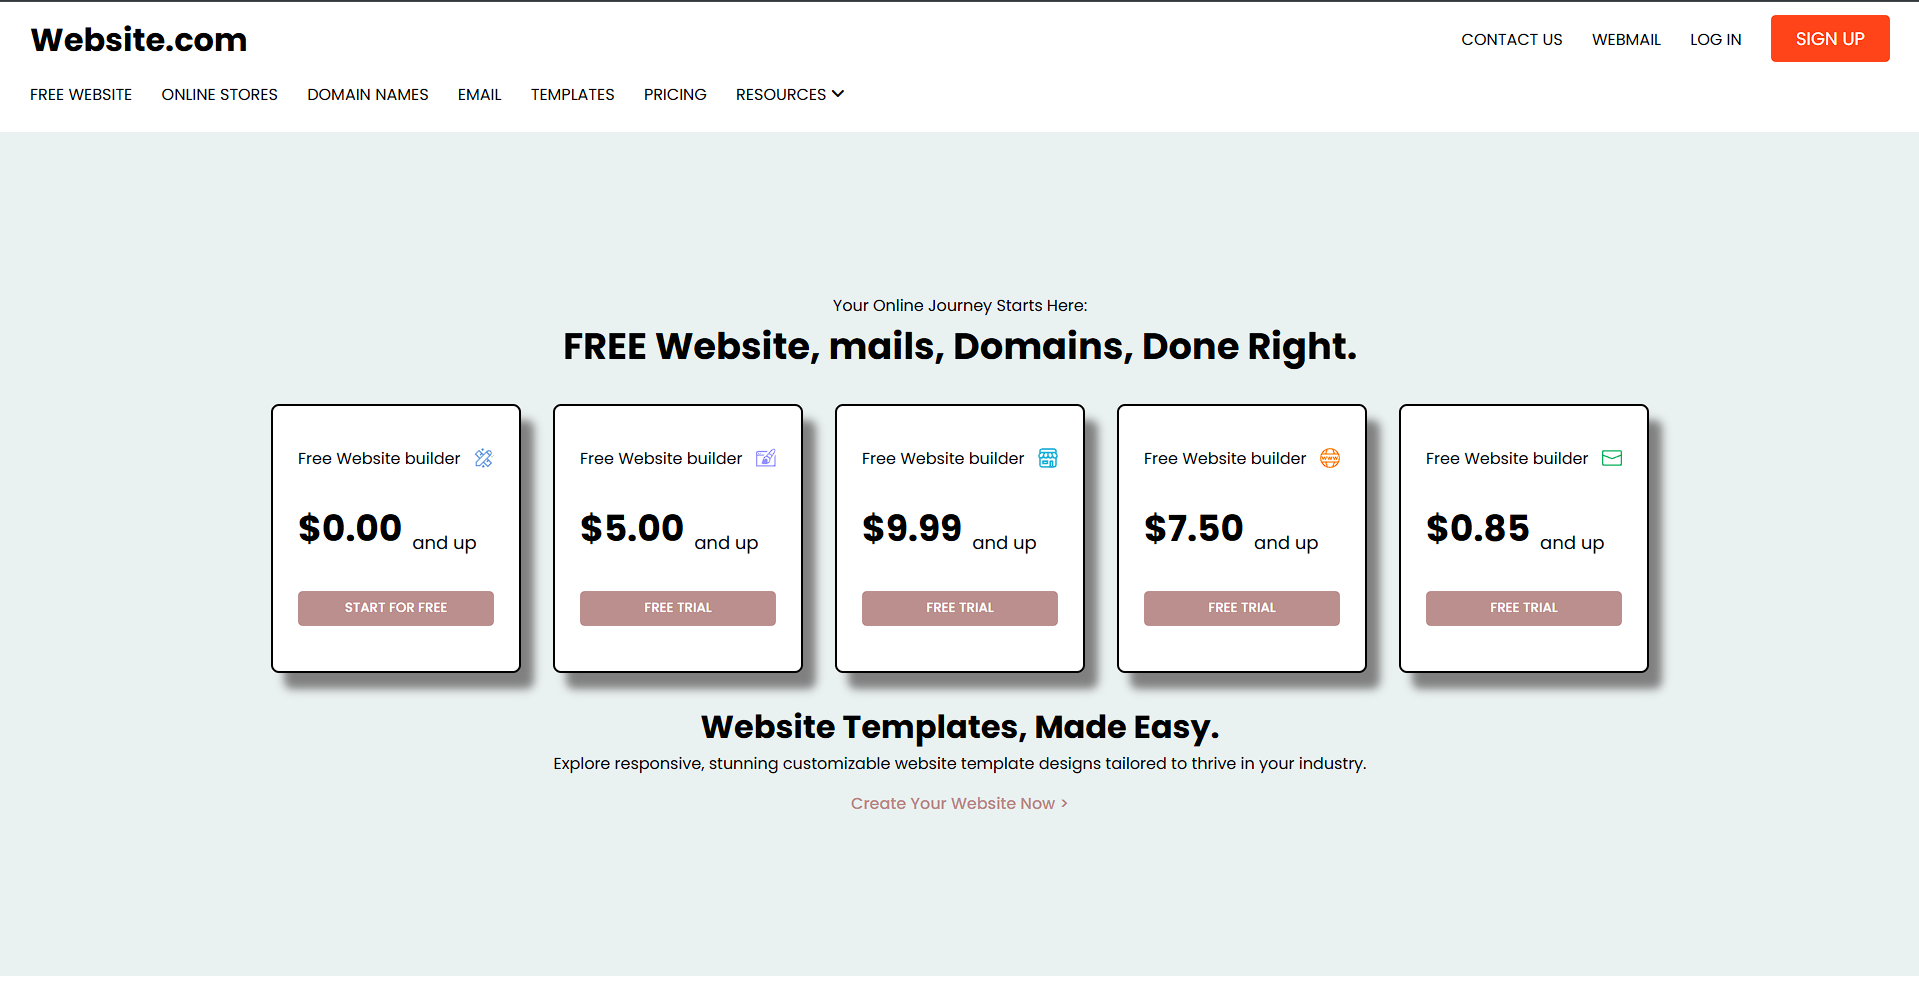 Website.com
CONTACT US WEBMAIL LOG IN SIGN UP
FREE WEBSITE ONLINE STORES DOMAIN NAMES EMAIL TEMPLATES PRICING RESOURCES
Your Online Journey Starts Here:
FREE Website, mails, Domains, Done Right.
Free Website builder
$0.00 and up
START FOR FREE
Free Website builder
$5.00 and up
FREE TRIAL
Free Website builder
$9.99 and up
FREE TRIAL
Free Website builder
WWW
$7.50 and up
FREE TRIAL
Free Website builder
$0.85 and up
FREE TRIAL
Website Templates, Made Easy.
Explore responsive, stunning customizable website template designs tailored to thrive in your industry.
Create Your Website Now >